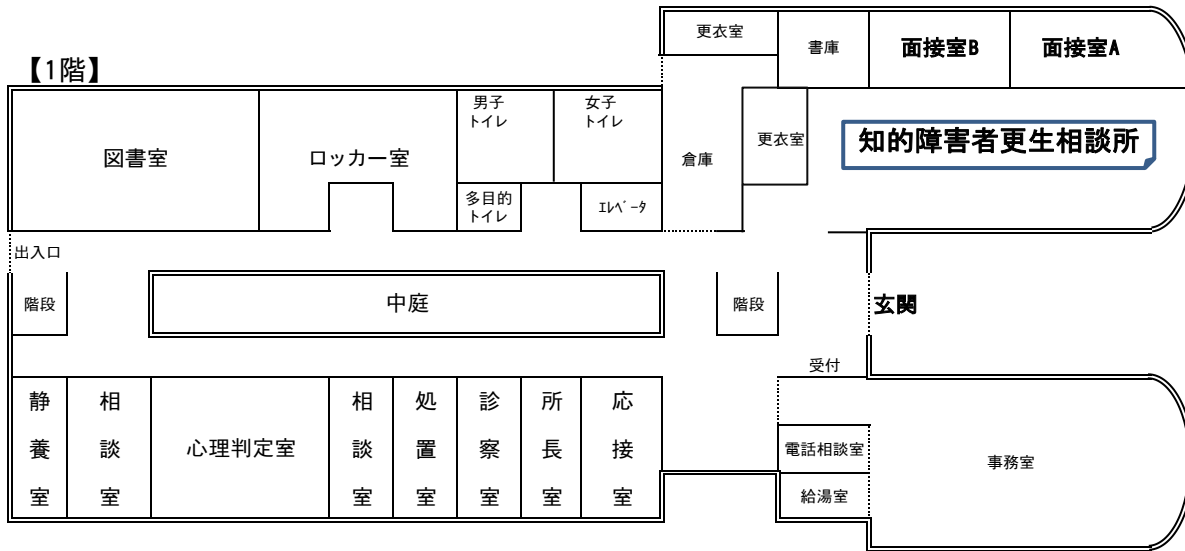 更衣室
書庫
面接室B
面接室A
【1階】
男子
トイレ
女子
トイレ
図書室
ロッカー室
倉庫
更衣室
知的障害者更生相談所
多目的
トイレ
ｴﾚﾍﾞｰﾀ
出入口
階段
中庭
階段
玄関
受付
静養室
相談室
心理判定室
相談室
処置室
診察室
所長室
応接室
電話相談室
事務室
給湯室